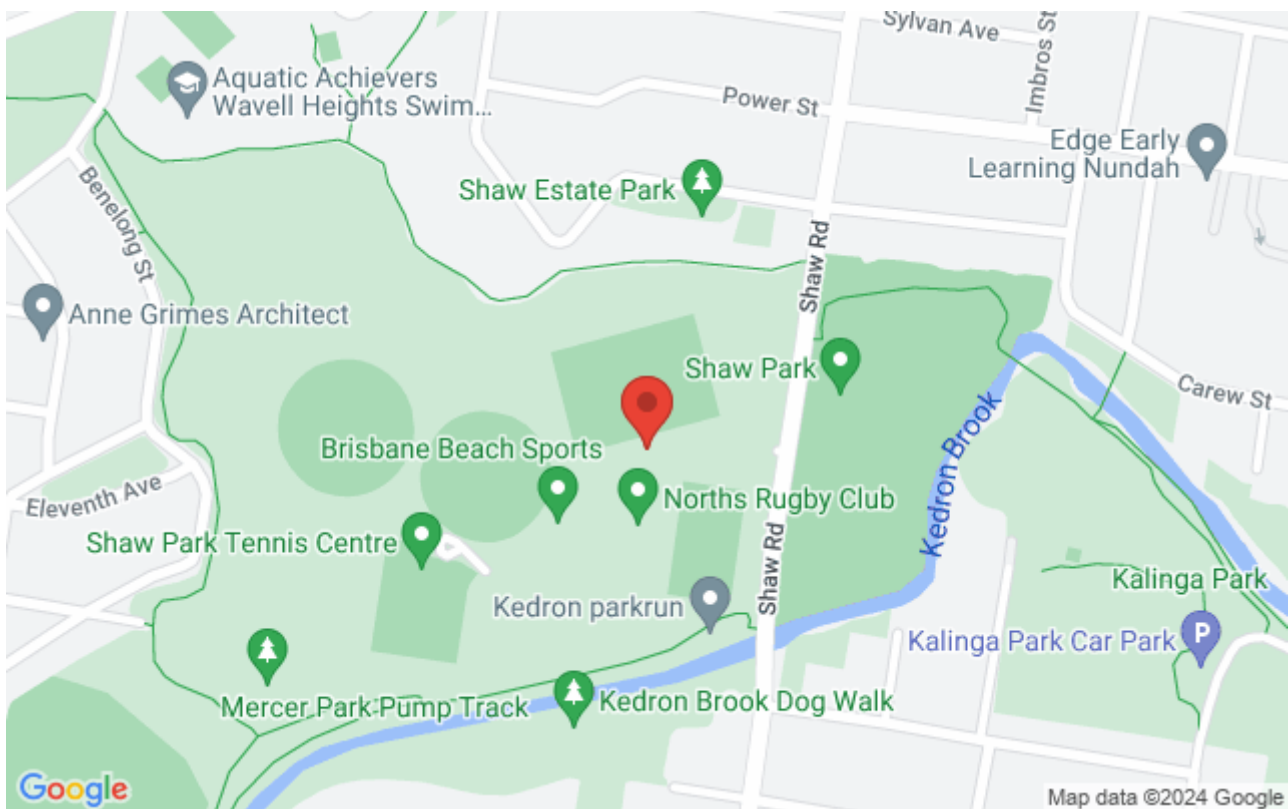 Sylvan Ave
Imbros St
Aquatic Achievers
Wavell Heights Swim...
Power St
Edge Early
Learning Nundah
Shaw Estate Park
Benelong St
Shaw Rd
Anne Grimes Architect
Shaw Park
Carew St
Kedron Brook
Brisbane Beach Sports
Eleventh Ave
Norths Rugby Club
Shaw Park Tennis Centre
Shaw Rd
Kedron parkrun
Kalinga Park
Kalinga Park Car Park
P
Mercer Park Pump Track
Kedron Brook Dog Walk
Google
Map data ©2024 Google